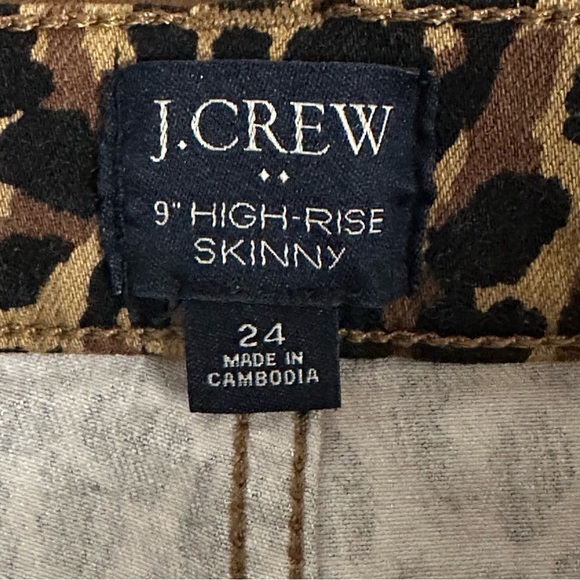 J.CREW
9" HIGH-RISE
SKINNY
24
MADE IN
CAMBODIA